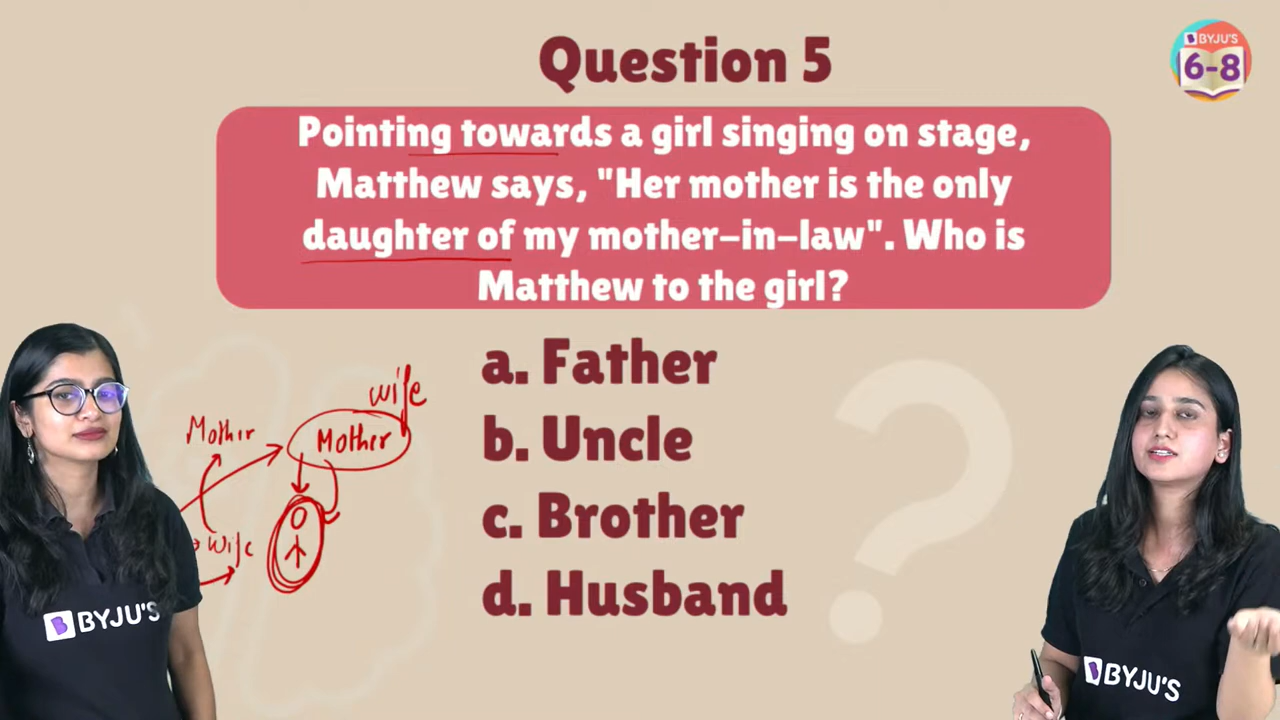 Question 5
BYJU'S
6-8
Pointing towards a girl singing on stage,
Matthew says, "Her mother is the only
daughter of my mother-in-law". Who is
Matthew to the girl?
a. Father
b. Uncle
c. Brother
d. Husband
wife
Mother
Mother
wife
BYJU'S
BYJU'S